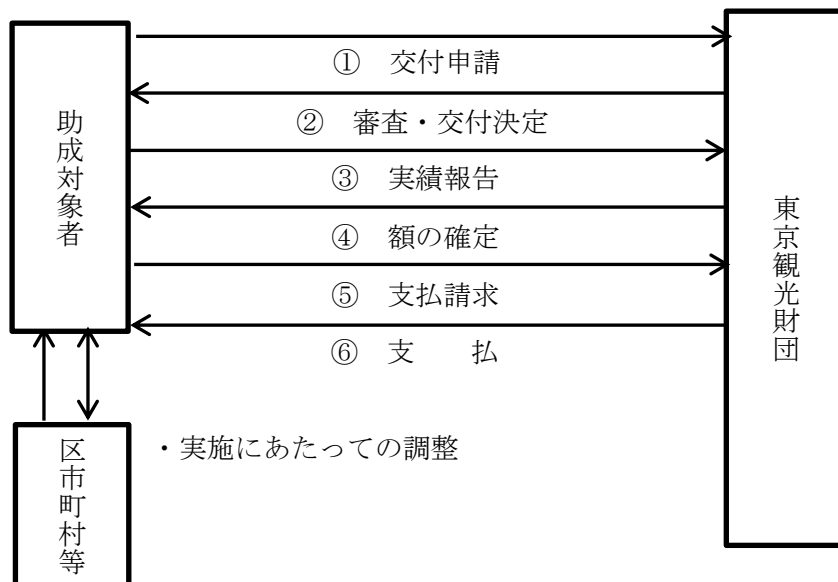 助成対象者
① 交付申請
② 審査・交付決定
③ 実績報告
④ 額の確定
⑤ 支払請求
⑥ 支　　払
東京観光財団
区市町村等
・実施にあたっての調整